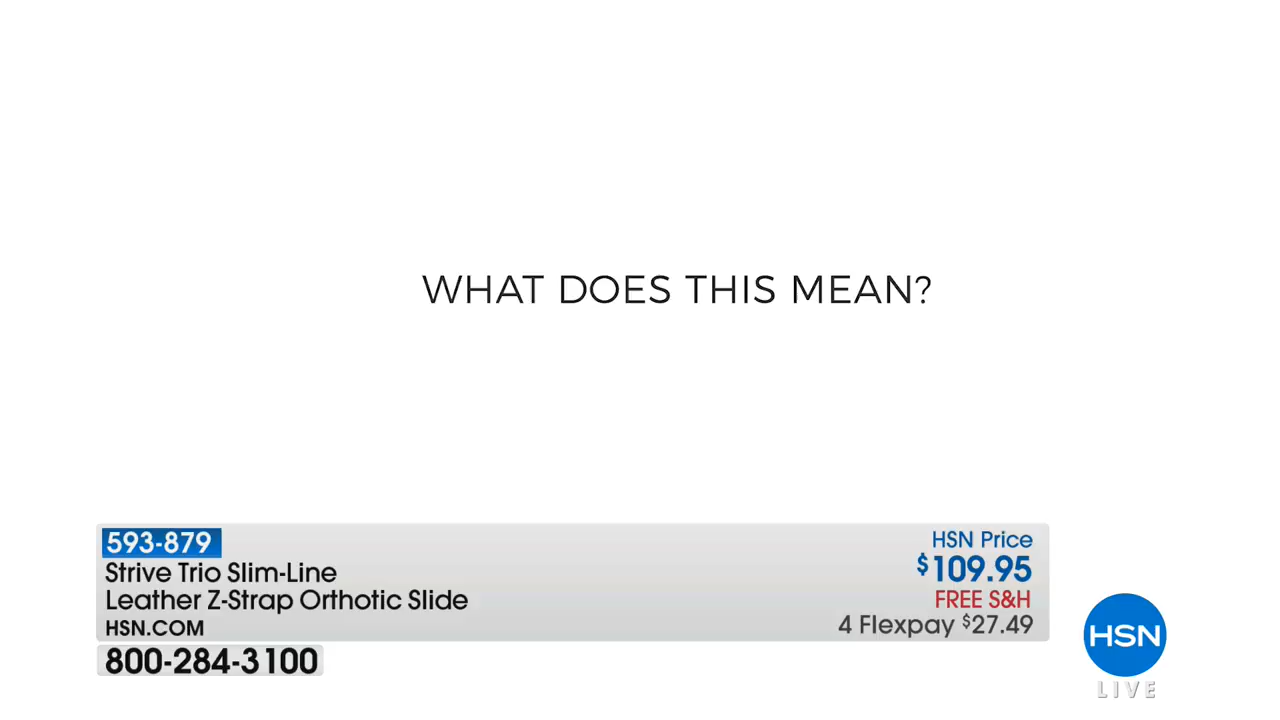 WHAT DOES THIS MEAN?
593-879
Strive Trio Slim-Line
Leather Z-Strap Orthotic Slide
HSN.COM
800-284-3100
HSN Price
$109.95
FREE S&H
4 Flexpay $27.49
HSN
LIVE